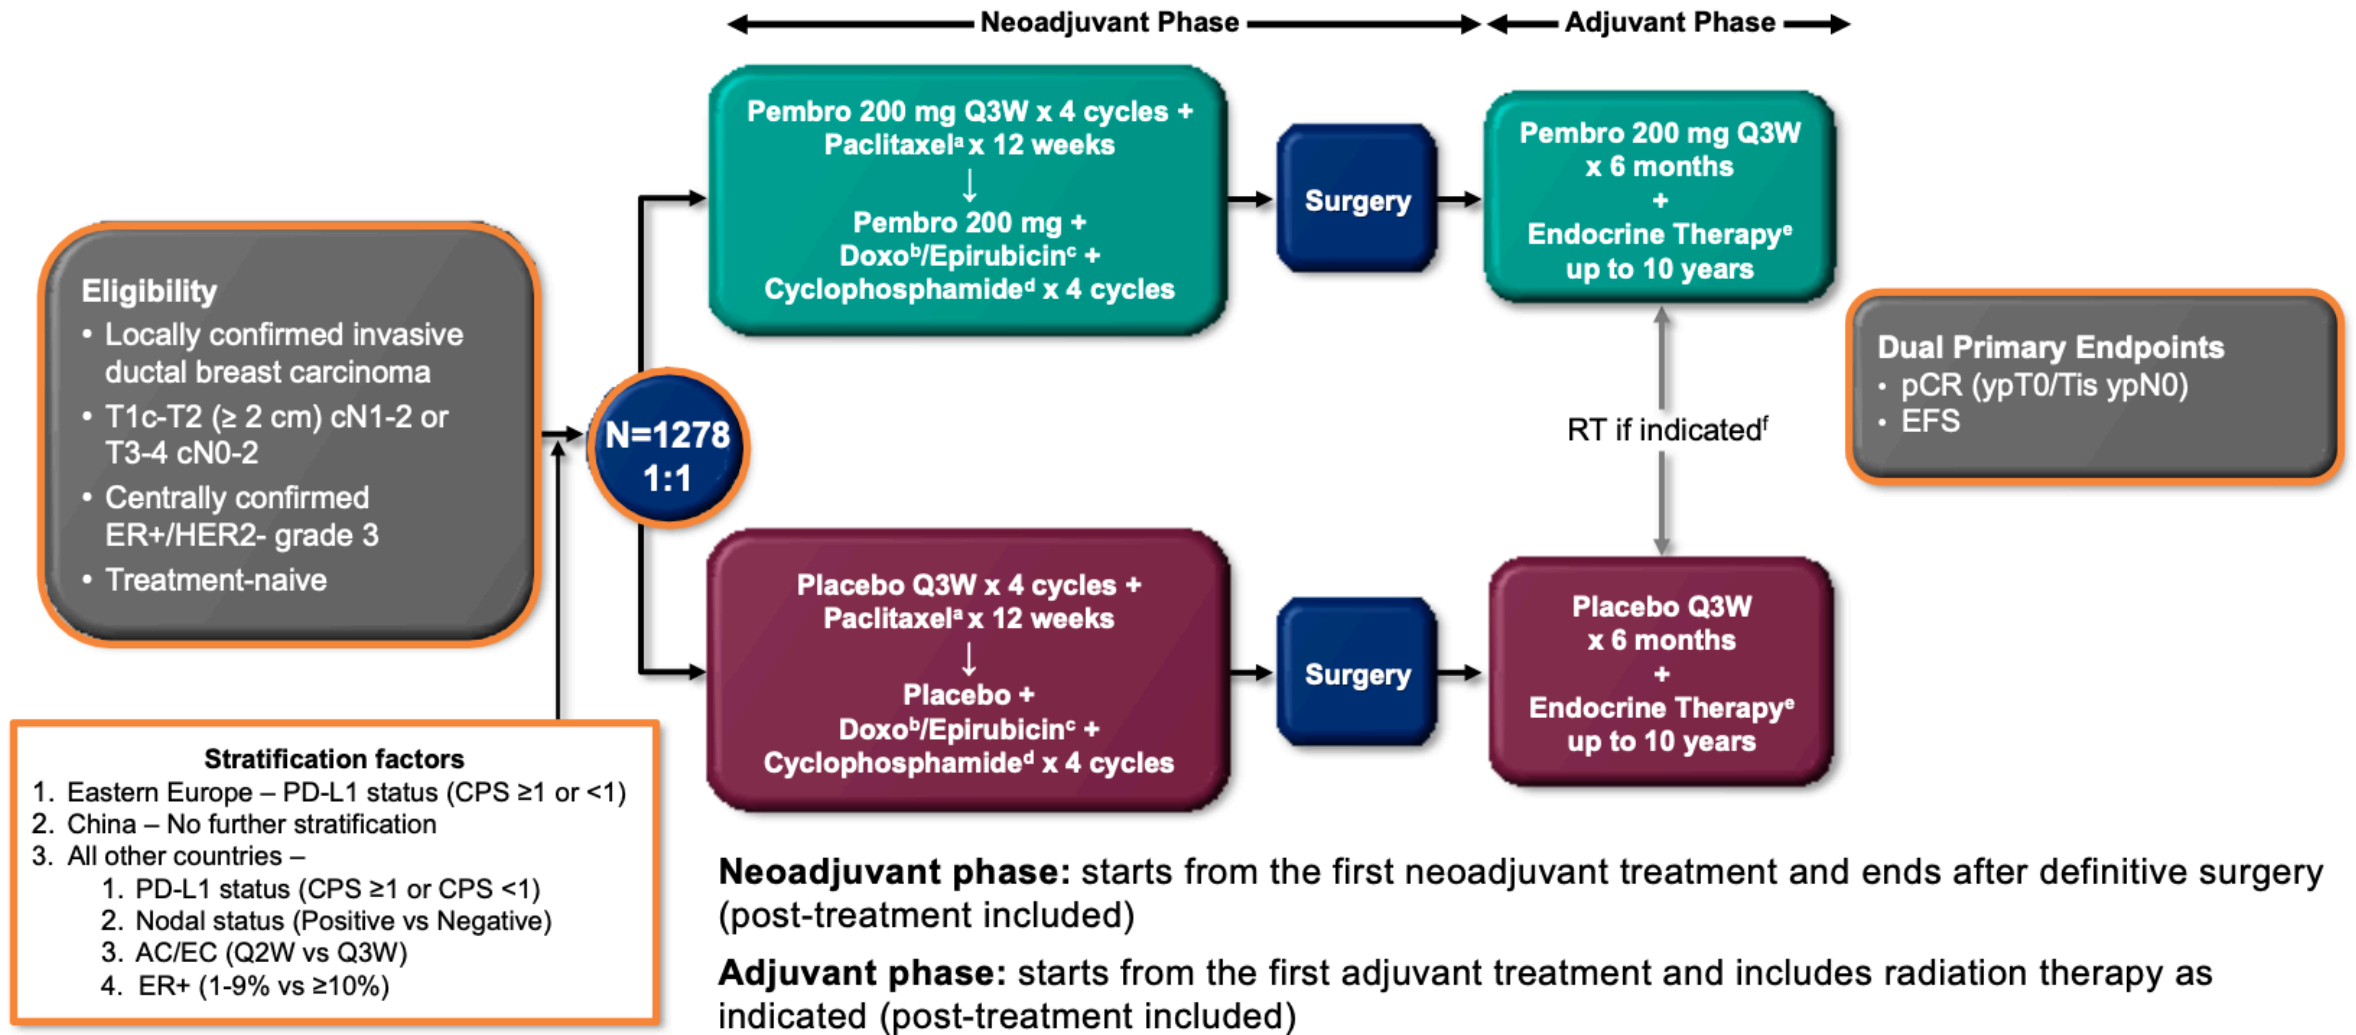 Neoadjuvant Phase
Adjuvant Phase
Eligibility
• Locally confirmed invasive
ductal breast carcinoma
• T1c-T2 (≥ 2 cm) cN1-2 or
T3-4 cN0-2
• Centrally confirmed
ER+/HER2- grade 3
• Treatment-naive
Stratification factors
1. Eastern Europe – PD-L1 status (CPS ≥1 or <1)
2. China – No further stratification
3. All other countries –
1. PD-L1 status (CPS ≥1 or CPS <1)
2. Nodal status (Positive vs Negative)
3. AC/EC (Q2W vs Q3W)
4. ER+ (1-9% vs ≥10%)
N=1278
1:1
Pembro 200 mg Q3W x 4 cycles +
Paclitaxelᵃ x 12 weeks
↓
Pembro 200 mg +
Doxoᵇ/Epirubicinᶜ +
Cyclophosphamideᵈ x 4 cycles
Surgery
Pembro 200 mg Q3W
x 6 months
+
Endocrine Therapyᵉ
up to 10 years
RT if indicatedᶠ
Placebo Q3W x 4 cycles +
Paclitaxelᵃ x 12 weeks
↓
Placebo +
Doxoᵇ/Epirubicinᶜ +
Cyclophosphamideᵈ x 4 cycles
Surgery
Placebo Q3W
x 6 months
+
Endocrine Therapyᵉ
up to 10 years
Dual Primary Endpoints
• pCR (ypT0/Tis ypN0)
• EFS
Neoadjuvant phase: starts from the first neoadjuvant treatment and ends after definitive surgery
(post-treatment included)
Adjuvant phase: starts from the first adjuvant treatment and includes radiation therapy as
indicated (post-treatment included)